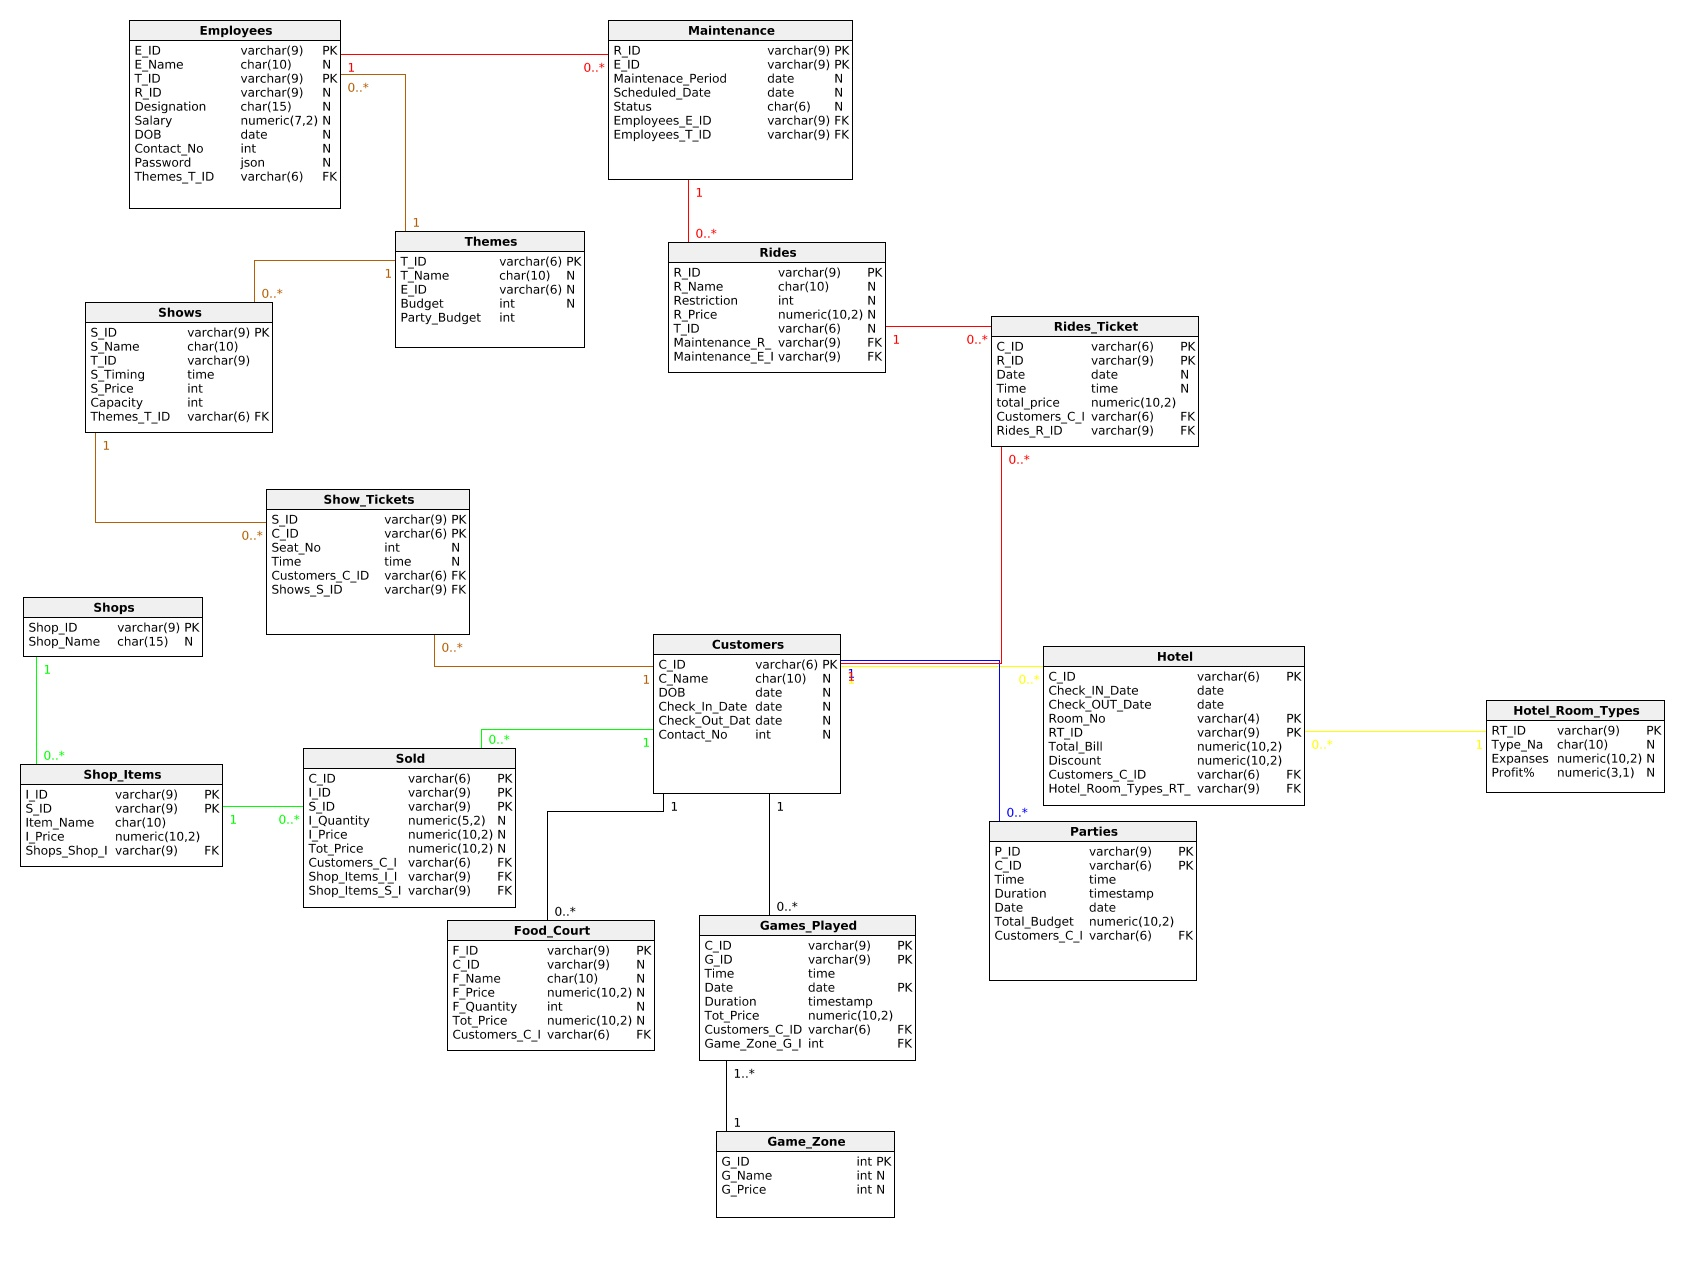 Employees
E_ID varchar(9) PK
E_Name char(10) N
T_ID varchar(9) PK
R_ID varchar(9) N
Designation char(15) N
Salary numeric(7,2) N
DOB date N
Contact_No int N
Password json N
Themes_T_ID varchar(6) FK
1
0..*
0..*
1
Maintenance
R_ID varchar(9) PK
E_ID varchar(9) PK
Maintenace_Period date N
Scheduled_Date date N
Status char(6) N
Employees_E_ID varchar(9) FK
Employees_T_ID varchar(9) FK
1
0..*
Themes
T_ID varchar(6) PK
T_Name char(10) N
E_ID varchar(6) N
Budget int N
Party_Budget int
1
0..*
Rides
R_ID varchar(9) PK
R_Name char(10) N
Restriction int N
R_Price numeric(10,2) N
T_ID varchar(6) N
Maintenance_R_ varchar(9) FK
Maintenance_E_I varchar(9) FK
1
0..*
Shows
S_ID varchar(9) PK
S_Name char(10)
T_ID varchar(9)
S_Timing time
S_Price int
Capacity int
Themes_T_ID varchar(6) FK
1
0..*
Rides_Ticket
C_ID varchar(6) PK
R_ID varchar(9) PK
Date date N
Time time N
total_price numeric(10,2)
Customers_C_I varchar(6) FK
Rides_R_ID varchar(9) FK
0..*
Show_Tickets
S_ID varchar(9) PK
C_ID varchar(6) PK
Seat_No int N
Time time N
Customers_C_ID varchar(6) FK
Shows_S_ID varchar(9) FK
0..*
1
Shops
Shop_ID varchar(9) PK
Shop_Name char(15) N
1
0..*
Customers
C_ID varchar(6) PK
C_Name char(10) N
DOB date N
Check_In_Date date N
Check_Out_Dat date N
Contact_No int N
1
1
0..*
0..*
1
0..*
Hotel
C_ID varchar(6) PK
Check_IN_Date date
Check_OUT_Date date
Room_No varchar(4) PK
RT_ID varchar(9) PK
Total_Bill numeric(10,2)
Discount numeric(10,2)
Customers_C_ID varchar(6) FK
Hotel_Room_Types_RT_ varchar(9) FK
0..*
1
Hotel_Room_Types
RT_ID varchar(9) PK
Type_Na char(10) N
Expanses numeric(10,2) N
Profit% numeric(3,1) N
Shop_Items
I_ID varchar(9) PK
S_ID varchar(9) PK
Item_Name char(10)
I_Price numeric(10,2)
Shops_Shop_I varchar(9) FK
1
0..*
Sold
C_ID varchar(6) PK
I_ID varchar(9) PK
S_ID varchar(9) PK
I_Quantity numeric(5,2) N
I_Price numeric(10,2) N
Tot_Price numeric(10,2) N
Customers_C_I varchar(6) FK
Shop_Items_I_I varchar(9) FK
Shop_Items_S_I varchar(9) FK
1
1
0..*
0..*
Parties
P_ID varchar(9) PK
C_ID varchar(6) PK
Time time
Duration timestamp
Date date
Total_Budget numeric(10,2)
Customers_C_I varchar(6) FK
Food_Court
F_ID varchar(9) PK
C_ID varchar(9) N
F_Name char(10) N
F_Price numeric(10,2) N
F_Quantity int N
Tot_Price numeric(10,2) N
Customers_C_I varchar(6) FK
Games_Played
C_ID varchar(9) PK
G_ID varchar(9) PK
Time time
Date date PK
Duration timestamp
Tot_Price numeric(10,2)
Customers_C_ID varchar(6) FK
Game_Zone_G_I int FK
1..*
1
Game_Zone
G_ID int PK
G_Name int N
G_Price int N